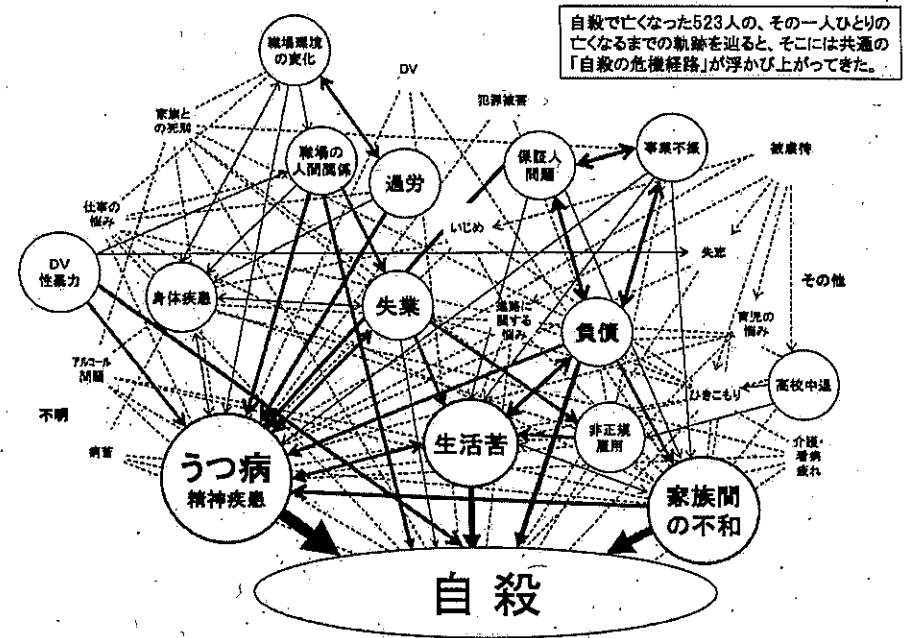 自殺で亡くなった523人の、その一人ひとりの
亡くなるまでの軌跡を辿ると、そこには共通の
「自殺の危機経路」が浮かび上がってきた。
職場環境
の変化
DV
犯罪被害
家族と
の死別
職場の
人間関係
過労
保証人
問題
事業不振
被虐待
仕事の
悩み
いじめ
DV
性暴力
失恋
身体疾患
失業
進路に
関する
悩み
負債
その他
育児の
悩み
アルコール
問題
ひきこもり
高校中退
不明
病苦
うつ病
精神疾患
生活苦
非正規
雇用
介護・
看病
疲れ
家族間
の不和
自殺